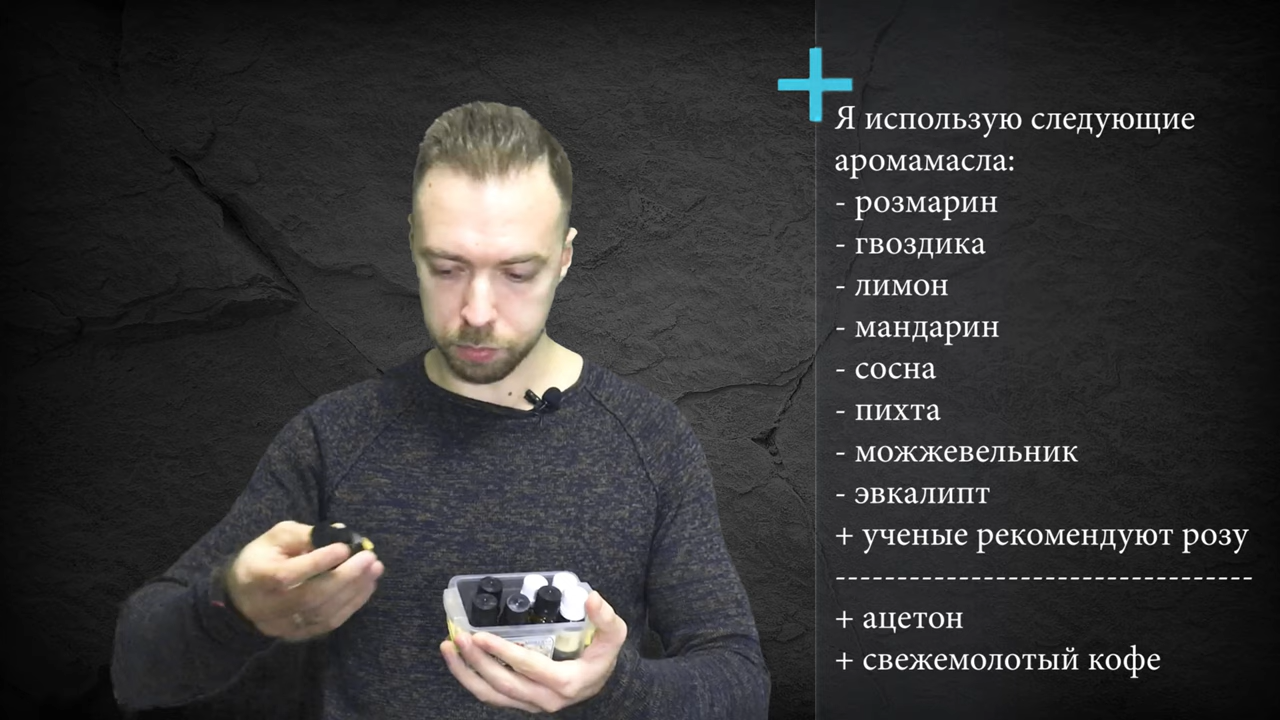 Я использую следующие
аромамасла:
- розмарин
- гвоздика
- лимон
- мандарин
- сосна
- пихта
- можжевельник
- эвкалипт
+ ученые рекомендуют розу
----------------------------------
+ ацетон
+ свежемолотый кофе